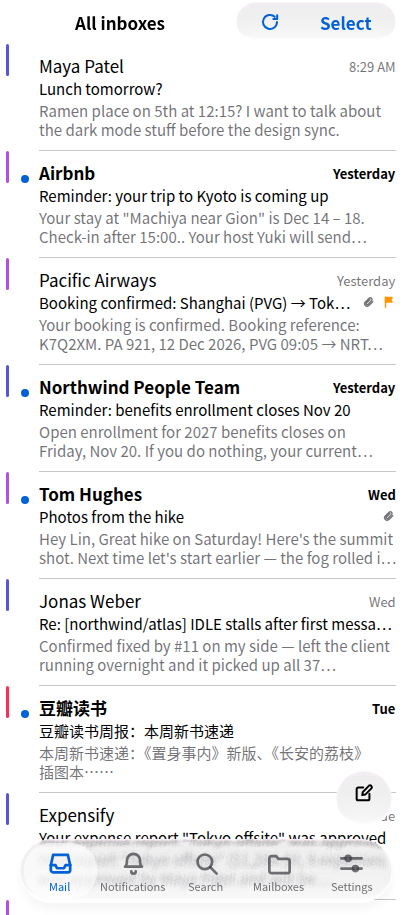 All inboxes
Select
Maya Patel
8:29 AM
Lunch tomorrow?
Ramen place on 5th at 12:15? I want to talk about
the dark mode stuff before the design sync.
Airbnb
Yesterday
Reminder: your trip to Kyoto is coming up
Your stay at "Machiya near Gion" is Dec 14 – 18.
Check-in after 15:00.. Your host Yuki will send…
Pacific Airways
Yesterday
Booking confirmed: Shanghai (PVG) → Tok…
Your booking is confirmed. Booking reference:
K7Q2XM. PA 921, 12 Dec 2026, PVG 09:05 → NRT…
Northwind People Team
Yesterday
Reminder: benefits enrollment closes Nov 20
Open enrollment for 2027 benefits closes on
Friday, Nov 20. If you do nothing, your current…
Tom Hughes
Wed
Photos from the hike
Hey Lin, Great hike on Saturday! Here's the summit
shot. Next time let's start earlier — the fog rolled i…
Jonas Weber
Wed
Re: [northwind/atlas] IDLE stalls after first messa…
Confirmed fixed by #11 on my side — left the client
running overnight and it picked up all 37…
豆瓣读书
Tue
豆瓣读书周报：本周新书速递
本周新书速递：《置身事内》新版、《长安的荔枝》
插图本……
Expensify
Your expense report "Tokyo offsite" was approved
Mail
Notifications
Search
Mailboxes
Settings